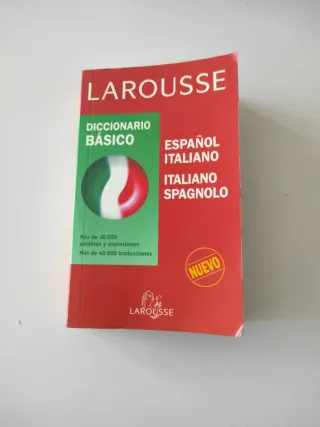 LAROUSSE
DICCIONARIO
BÁSICO
ESPAÑOL
ITALIANO
ITALIANO
SPAGNOLO
Más de 30 000
palabras y expresiones
Más de 40 000 traducciones
NUEVO
LAROUSSE